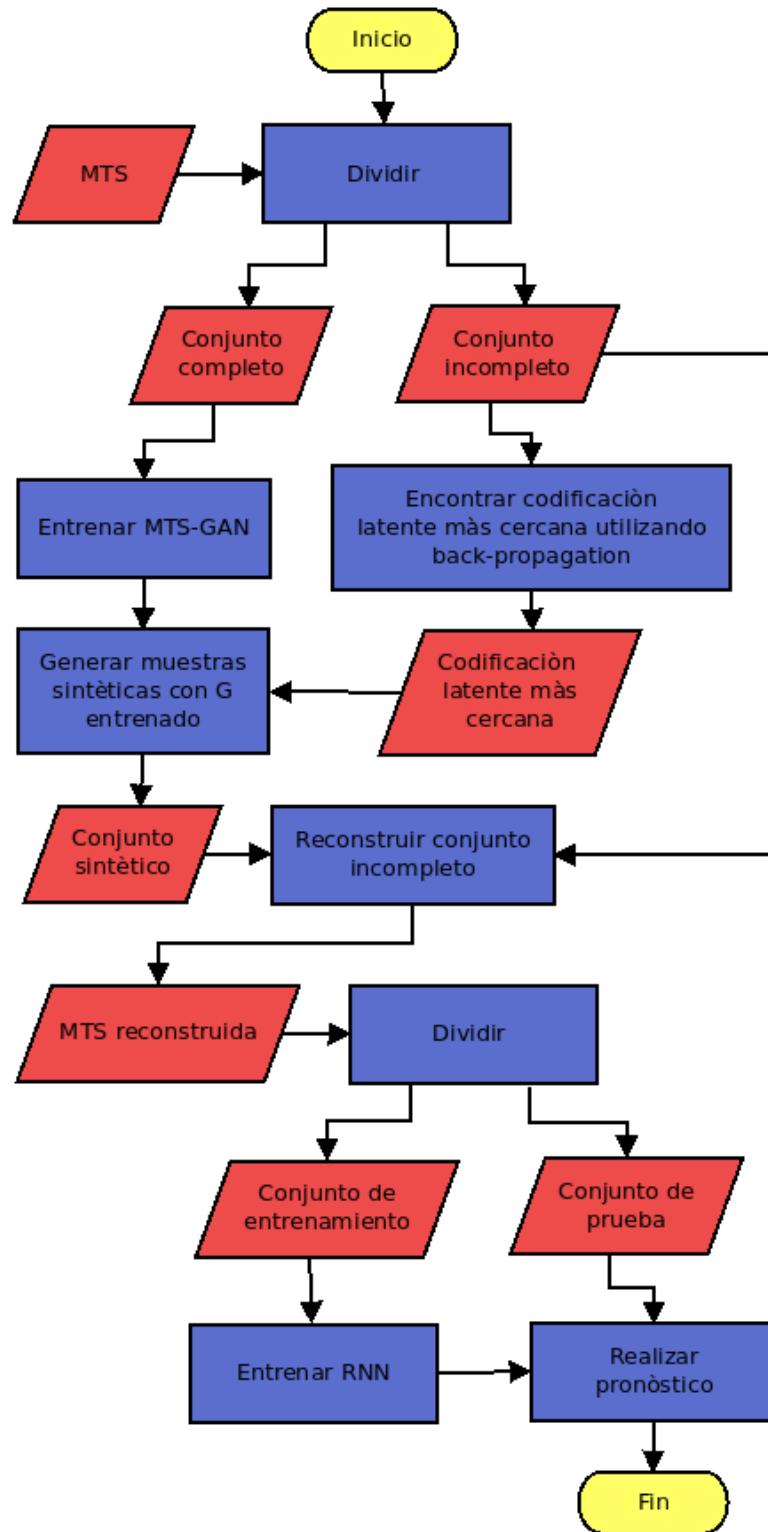 Inicio
MTS
Dividir
Conjunto
completo
Conjunto
incompleto
Entrenar MTS-GAN
Encontrar codificaciòn
latente màs cercana utilizando
back-propagation
Generar muestras
sintèticas con G
entrenado
Codificaciòn
latente màs
cercana
Conjunto
sintètico
Reconstruir conjunto
incompleto
MTS reconstruida
Dividir
Conjunto de
entrenamiento
Conjunto de
prueba
Entrenar RNN
Realizar
pronòstico
Fin